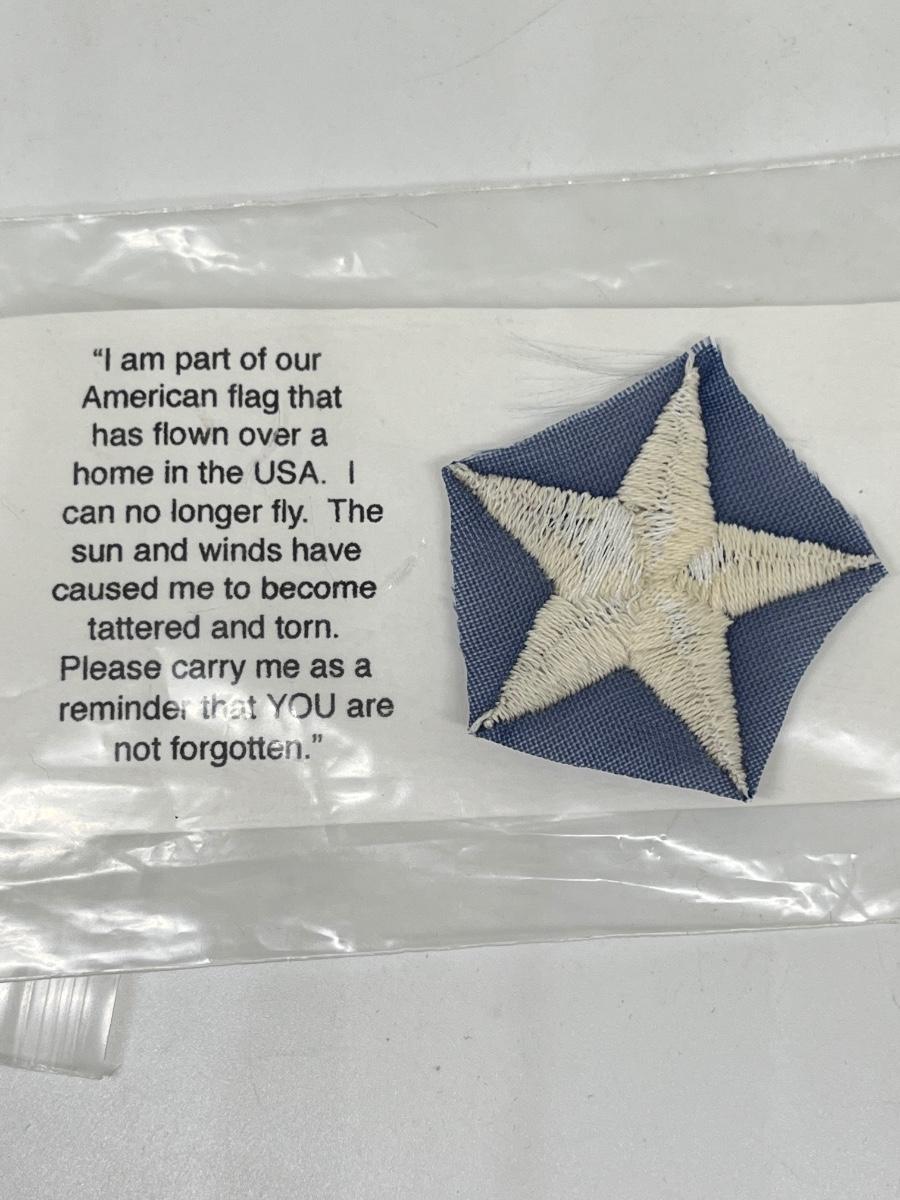 “I am part of our
American flag that
has flown over a
home in the USA.  I
can no longer fly.  The
sun and winds have
caused me to become
tattered and torn.
Please carry me as a
reminder that YOU are
not forgotten.”